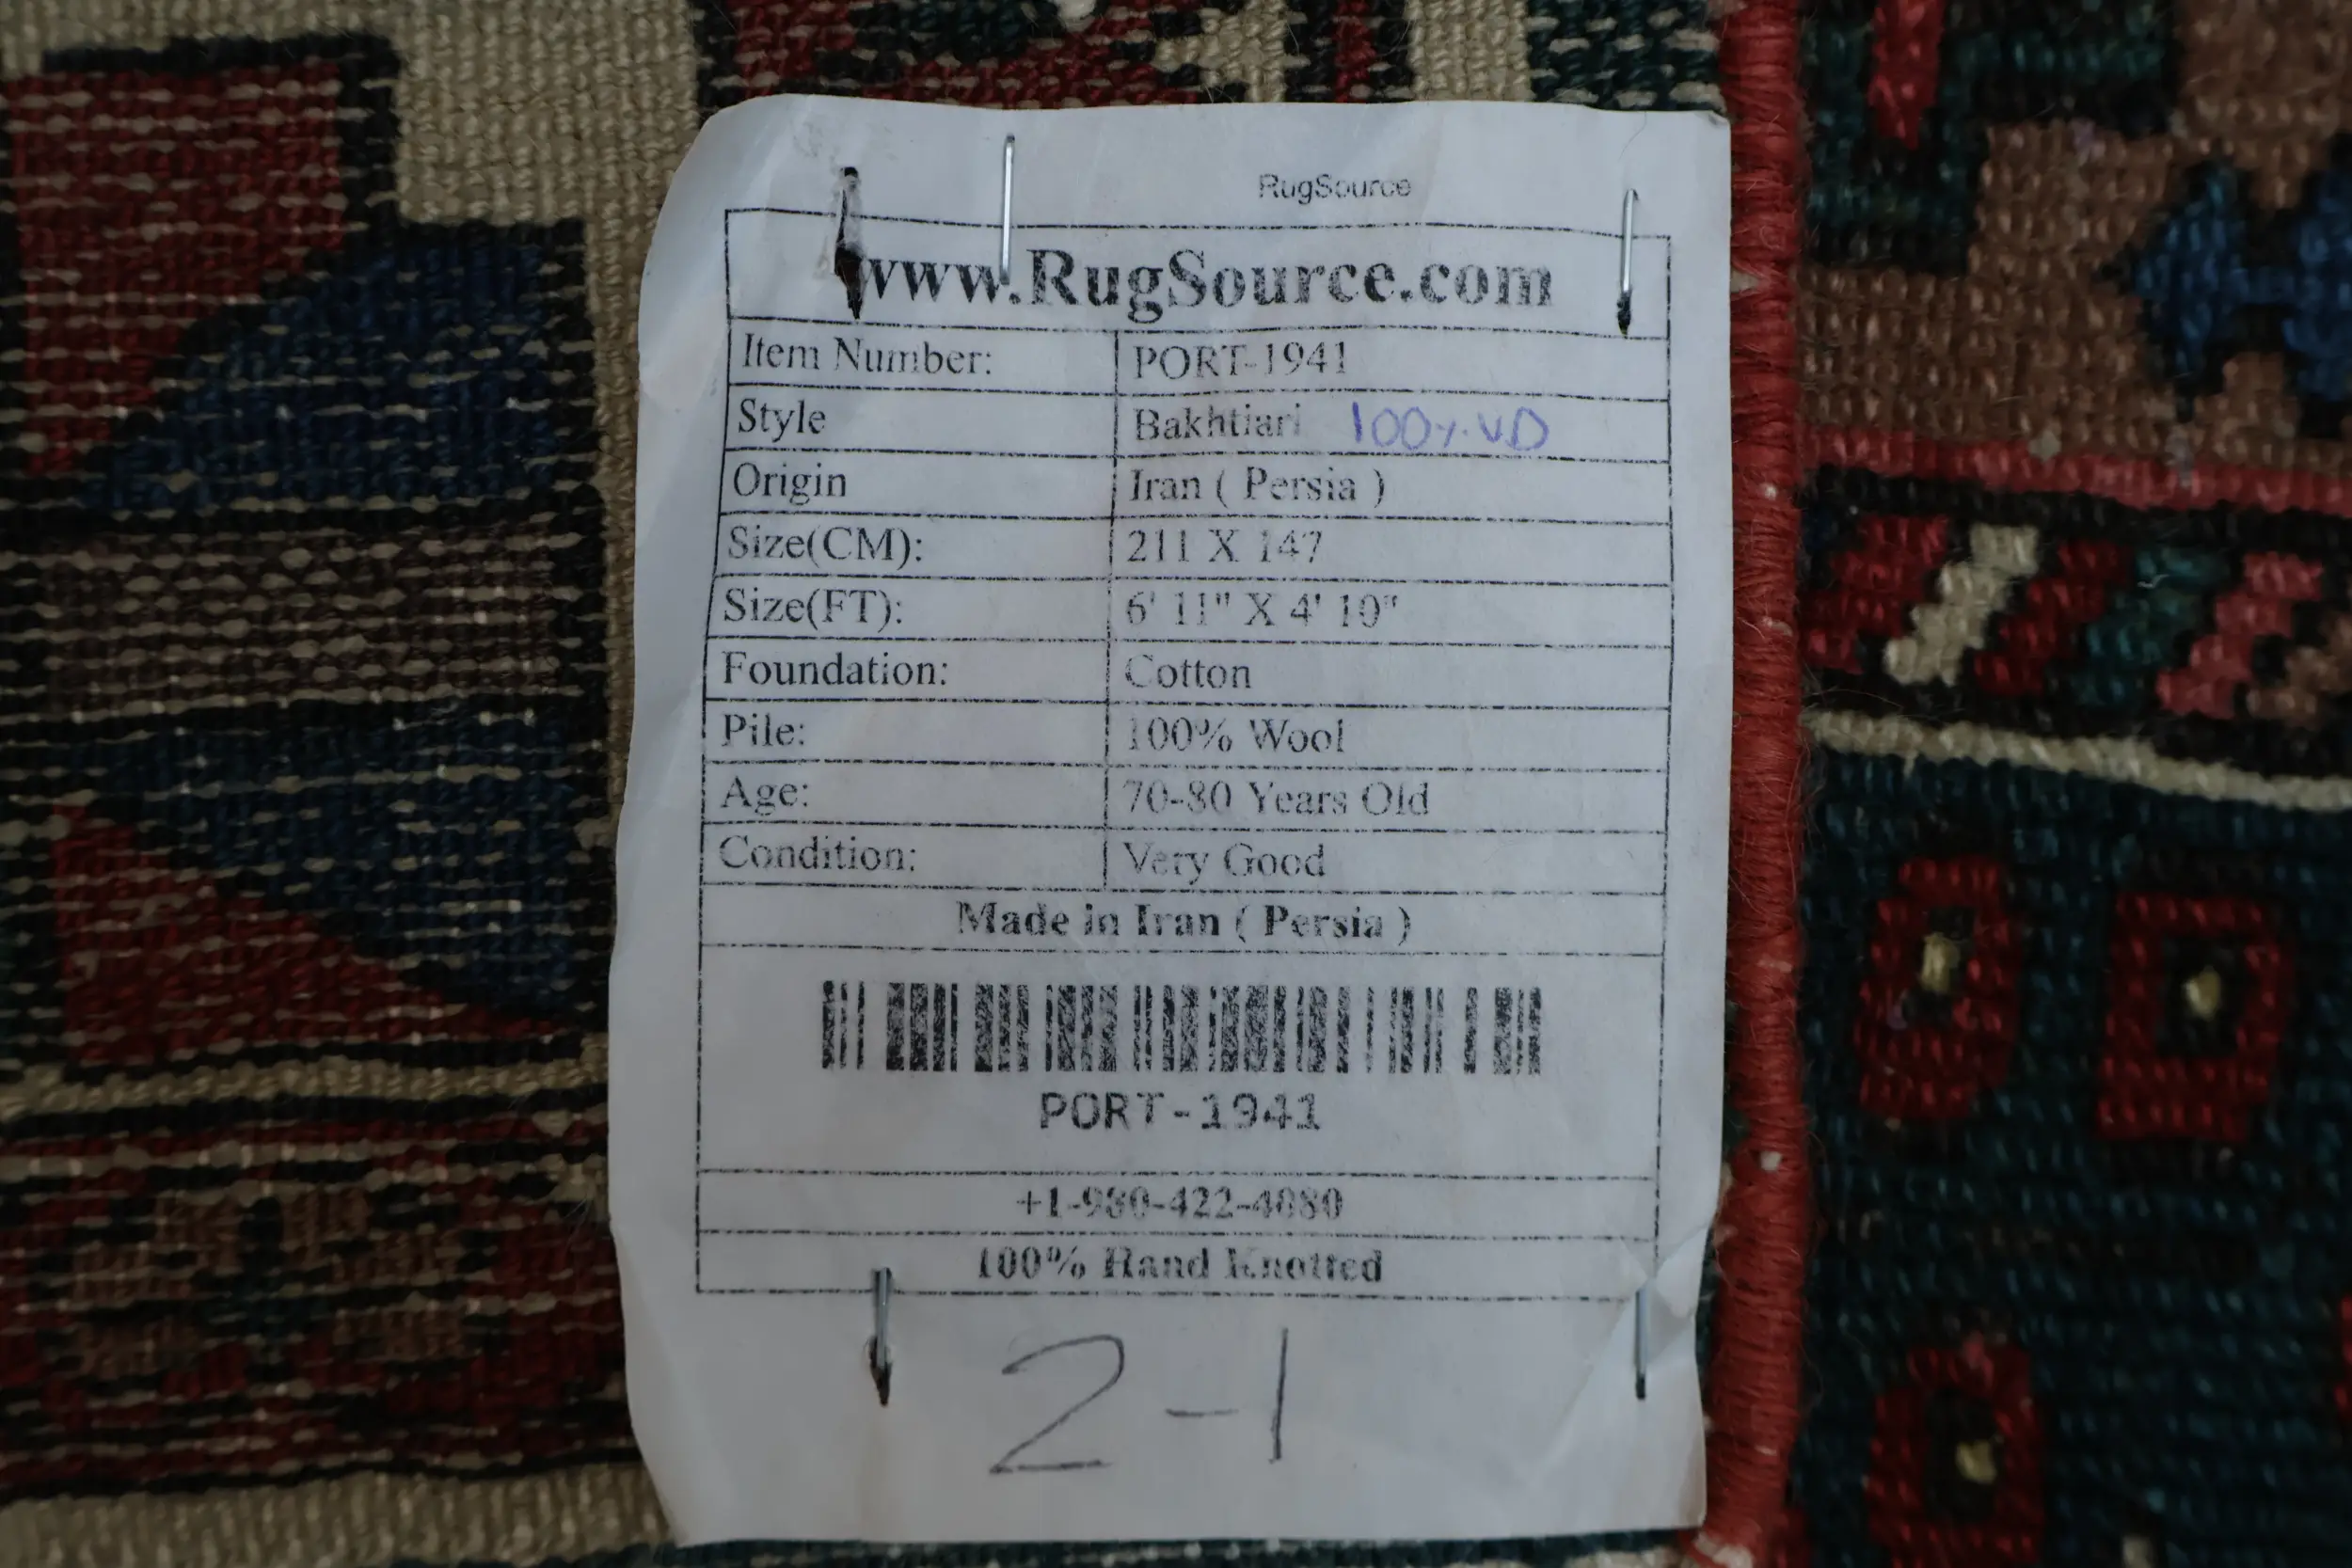 RugSource
www.RugSource.com
Item Number: PORT-1941
Style Bakhtiari 100%.V.D
Origin Iran ( Persia )
Size(CM): 211 X 147
Size(FT): 6' 11" X 4' 10"
Foundation: Cotton
Pile: 100% Wool
Age: 70-80 Years Old
Condition: Very Good
Made in Iran ( Persia )
PORT-1941
+1-980-422-4080
100% Hand Knotted
2-1